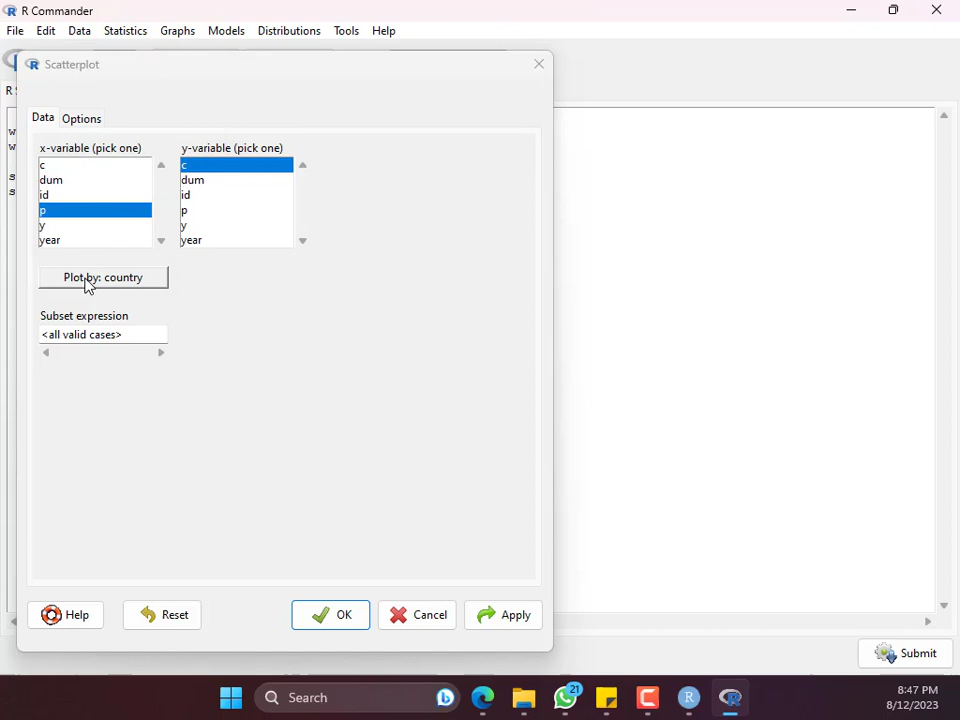 R Commander
File Edit Data Statistics Graphs Models Distributions Tools Help
Scatterplot
Data Options
x-variable (pick one) y-variable (pick one)
c c
dum dum
id id
p p
y y
year year
Plot by: country
Subset expression
<all valid cases>
Help Reset OK Cancel Apply
Submit
Search
21
8:47 PM
8/12/2023